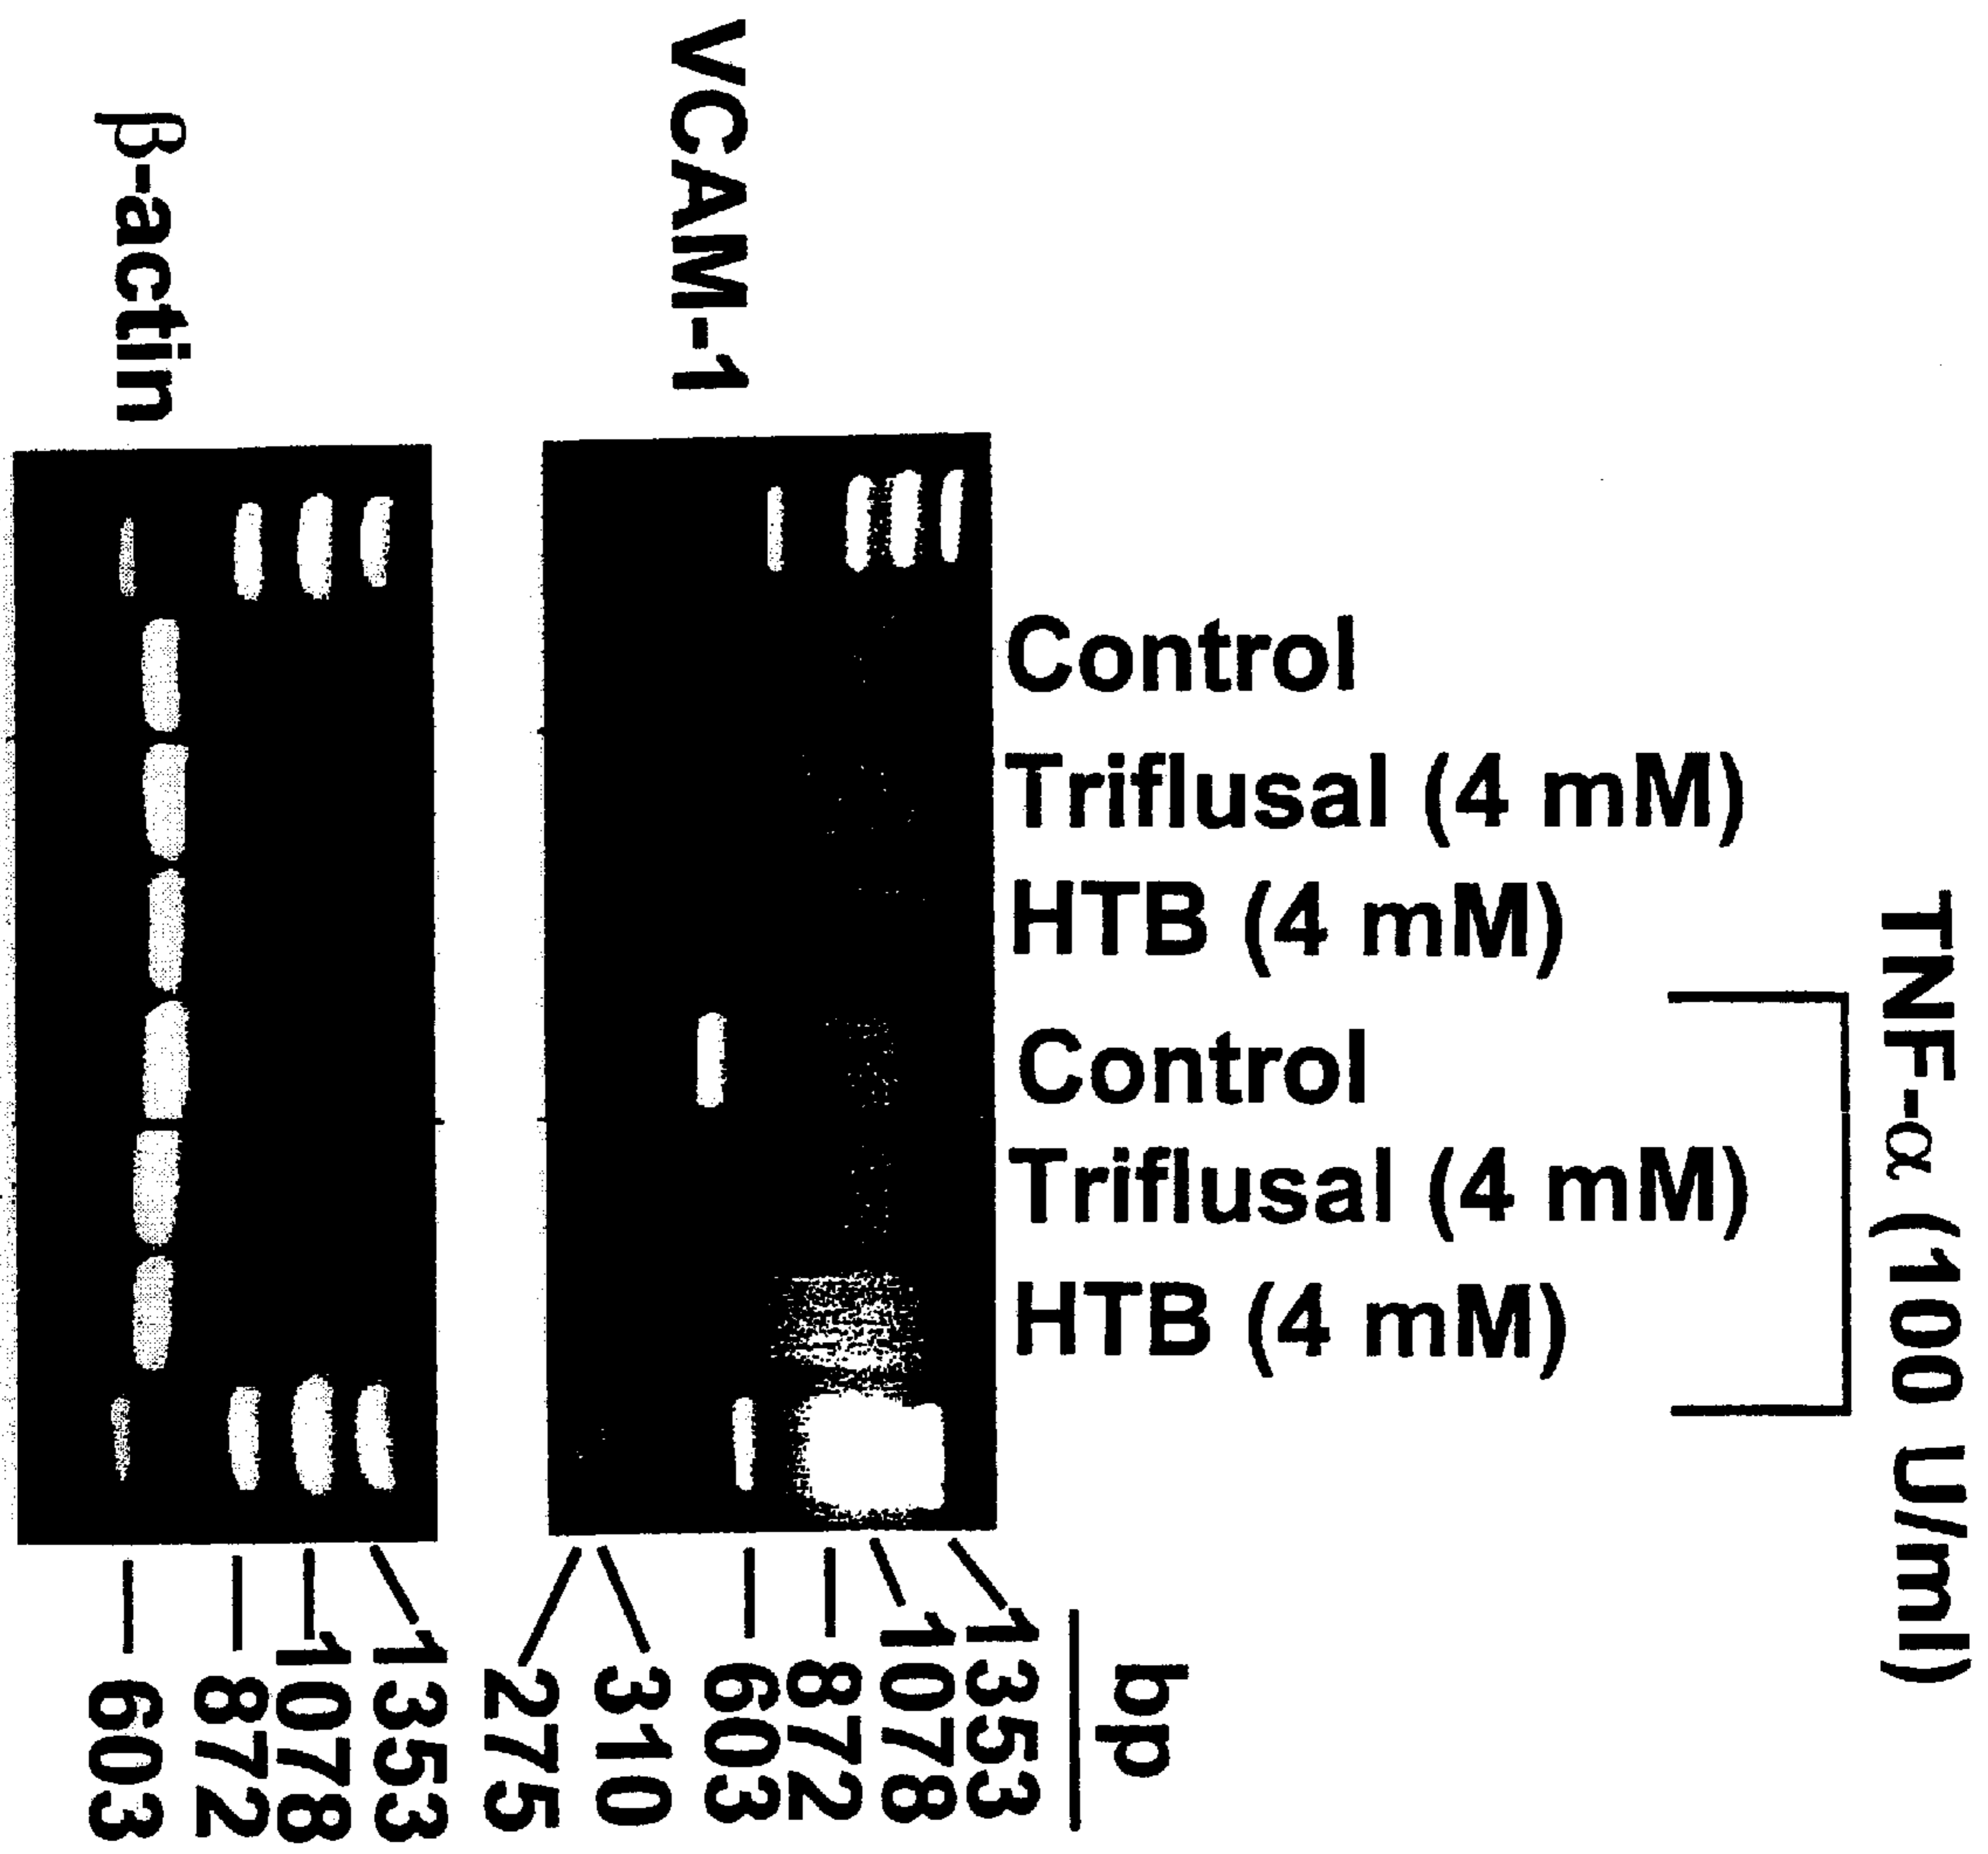 TNF-α (100 U/ml)
Control
Triflusal (4 mM)
HTB (4 mM)
Control
Triflusal (4 mM)
HTB (4 mM)
bp
VCAM-1
1353
1078
872
603
310
275
β-actin
1353
1078
872
603